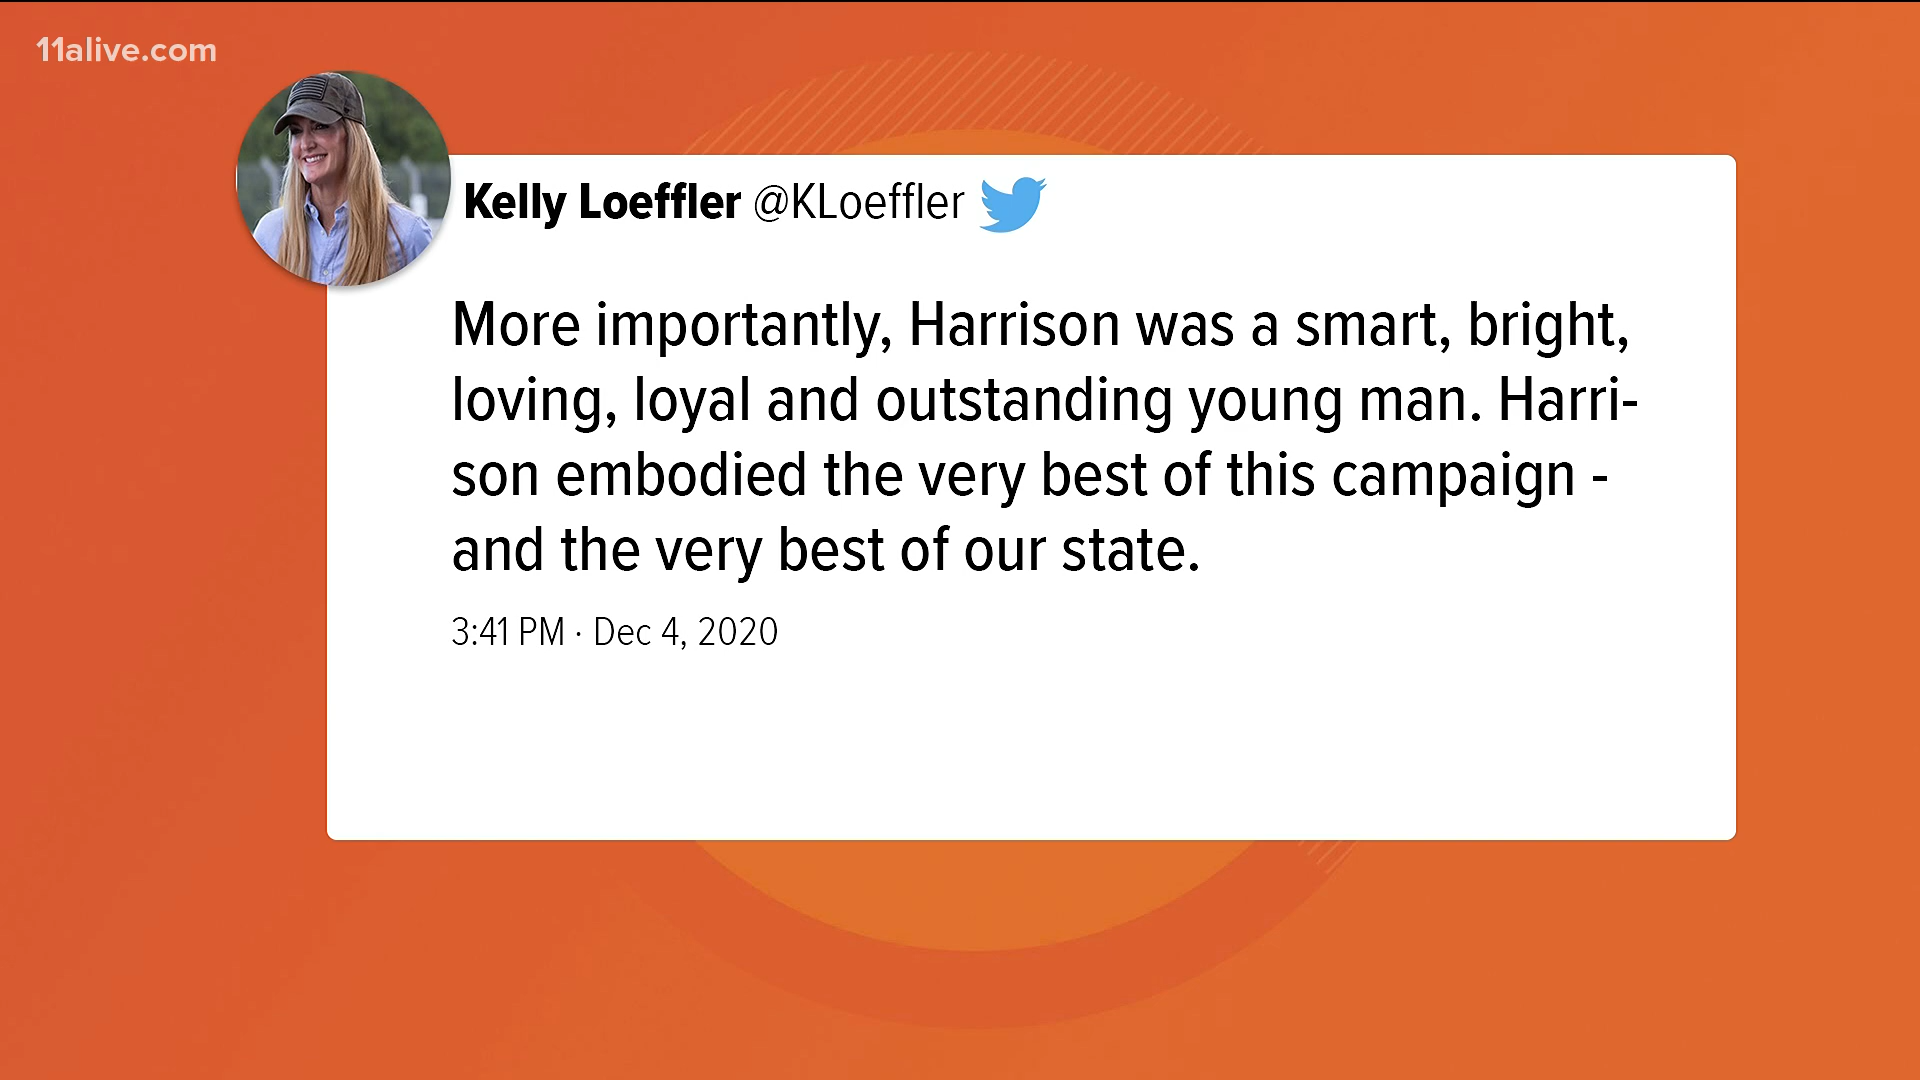 11alive.com
Kelly Loeffler @KLoeffler
More importantly, Harrison was a smart, bright,
loving, loyal and outstanding young man. Harri-
son embodied the very best of this campaign -
and the very best of our state.
3:41 PM · Dec 4, 2020